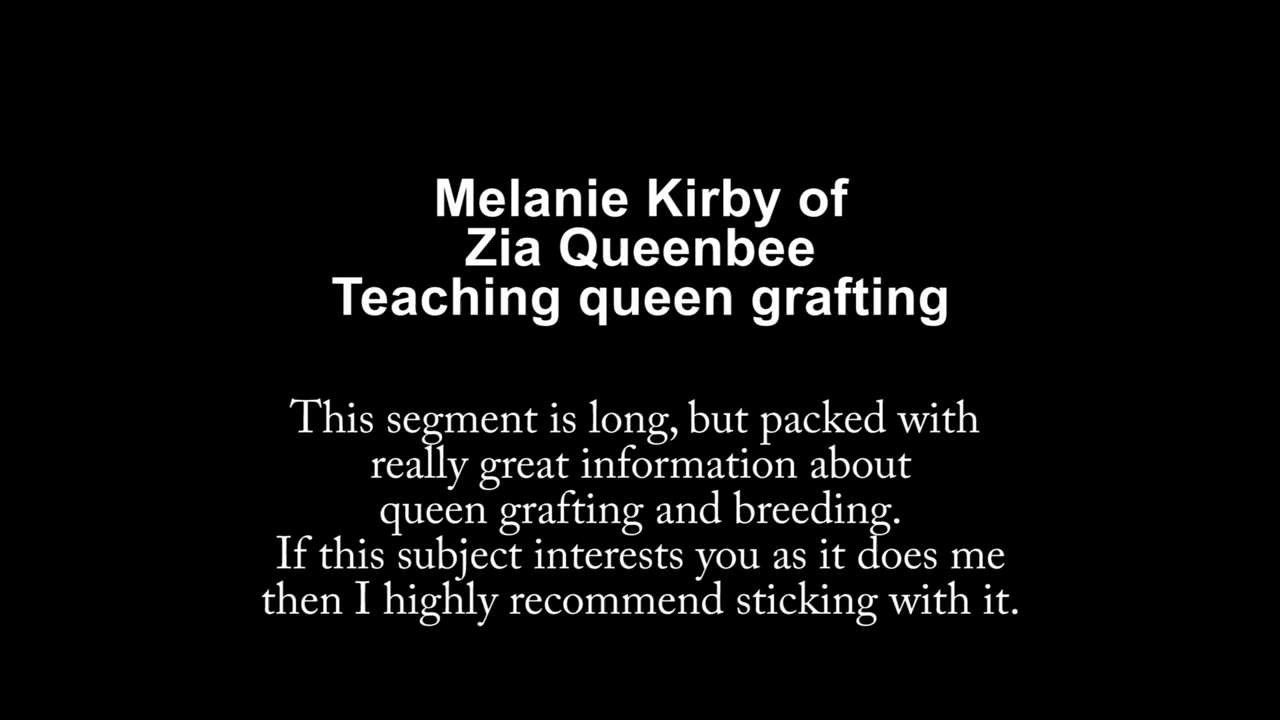 Melanie Kirby of
Zia Queenbee
Teaching queen grafting
This segment is long, but packed with
really great information about
queen grafting and breeding.
If this subject interests you as it does me
then I highly recommend sticking with it.